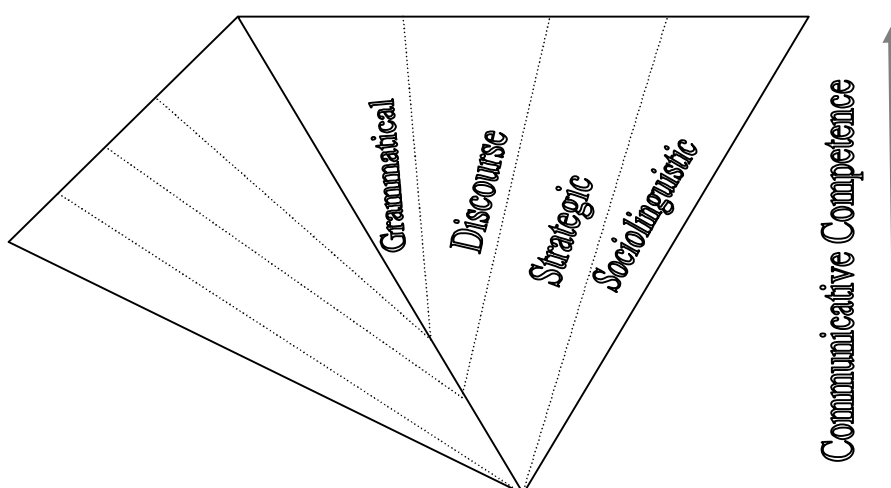 Grammatical
Discourse
Strategic
Sociolinguistic
Communicative Competence